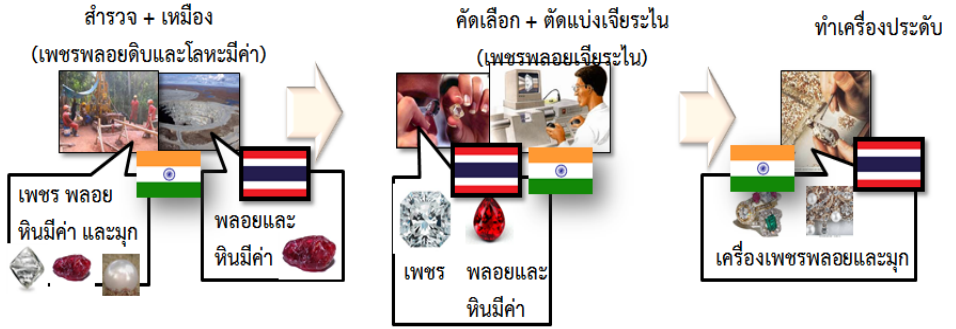 สำรวจ + เหมือง
(เพชรพลอยดิบและโลหะมีค่า)
คัดเลือก + ตัดแบ่งเจียระไน
(เพชรพลอยเจียระไน)
ทำเครื่องประดับ
เพชร พลอย
หินมีค่า และมุก
พลอยและ
หินมีค่า
เพชร
พลอยและ
หินมีค่า
เครื่องเพชรพลอยและมุก